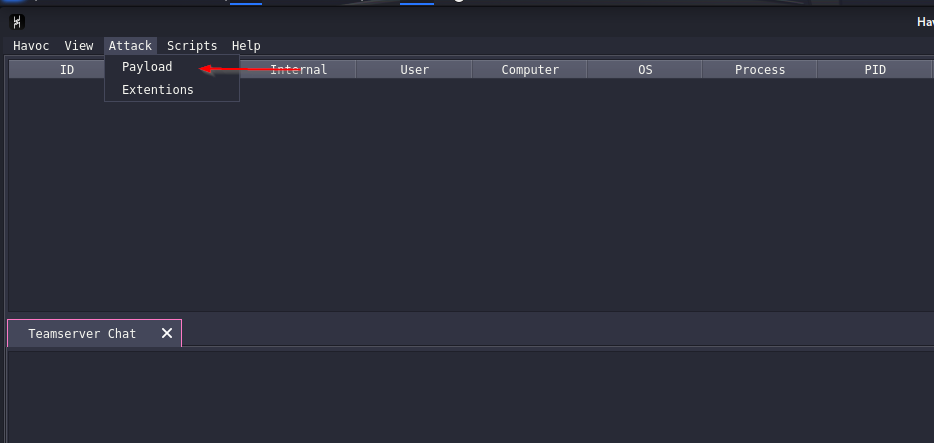 Hav
Havoc View Attack Scripts Help
ID Internal User Computer OS Process PID
Payload
Extentions
Teamserver Chat